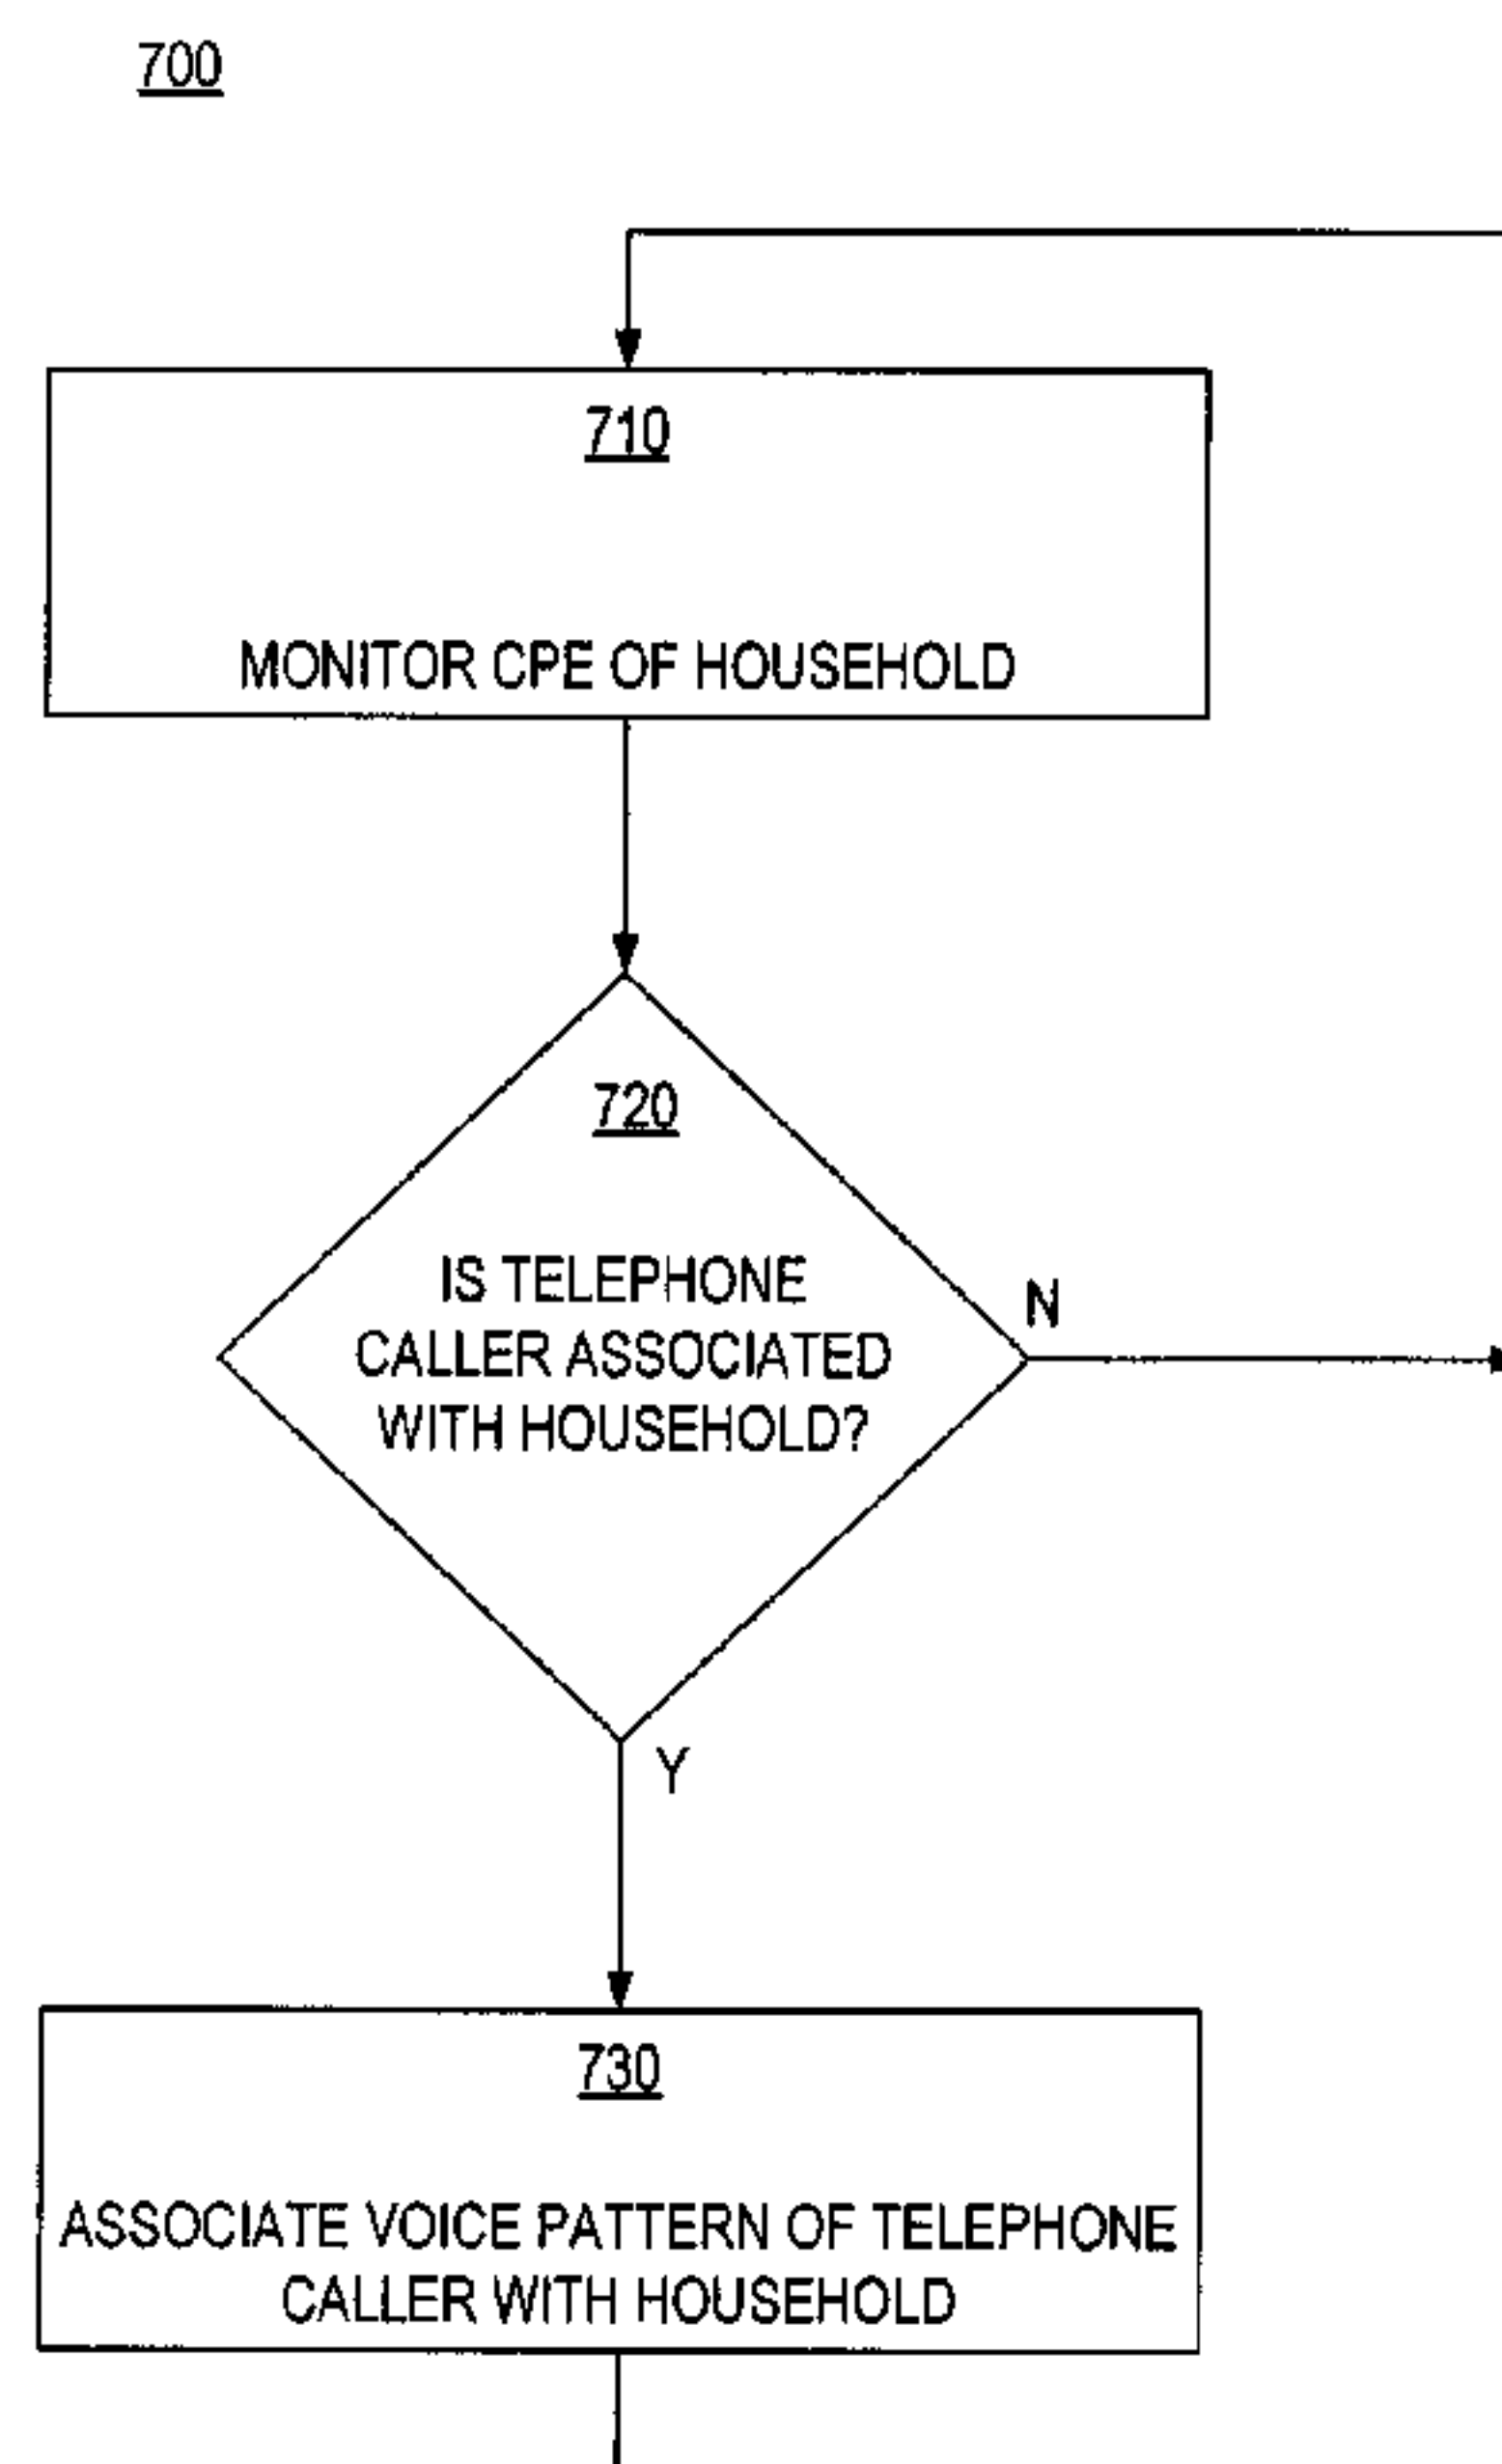 700
710
MONITOR CPE OF HOUSEHOLD
720
IS TELEPHONE
CALLER ASSOCIATED
WITH HOUSEHOLD?
N
Y
730
ASSOCIATE VOICE PATTERN OF TELEPHONE
CALLER WITH HOUSEHOLD